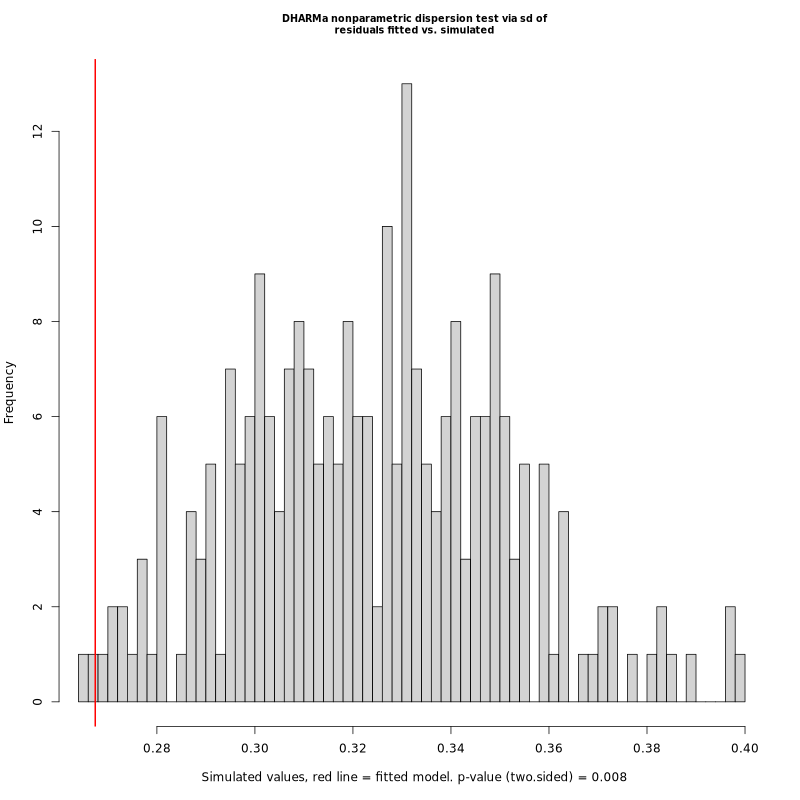 DHARMa nonparametric dispersion test via sd of
residuals fitted vs. simulated
Frequency
12
10
8
6
4
2
0
0.28 0.30 0.32 0.34 0.36 0.38 0.40
Simulated values, red line = fitted model. p-value (two.sided) = 0.008